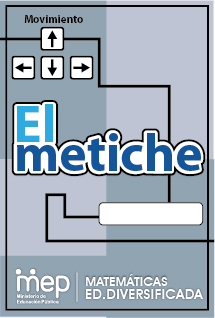 Movimiento
El
metiche
mep
Ministerio de
Educación Pública
MATEMÁTICAS
ED.DIVERSIFICADA